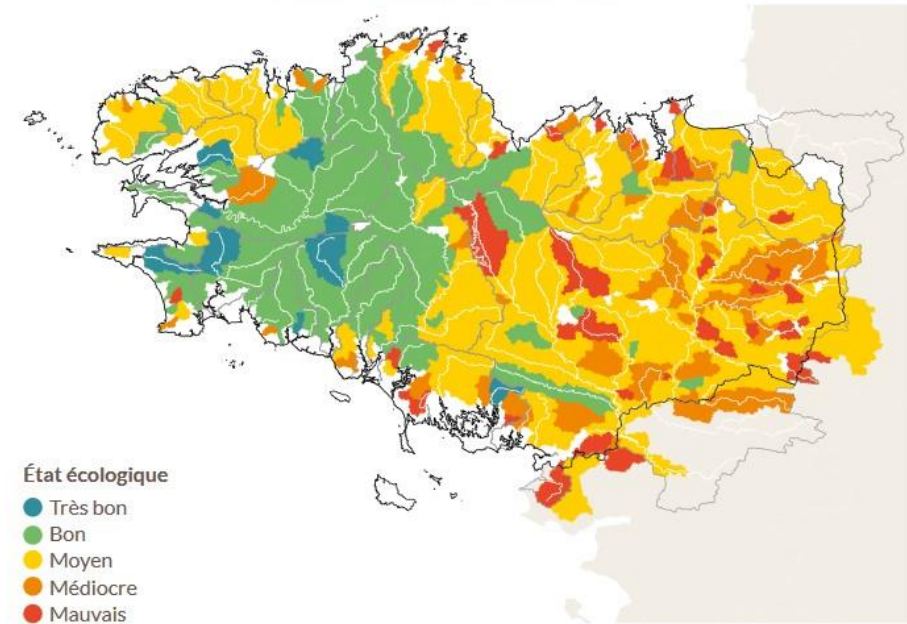 État écologique
Très bon
Bon
Moyen
Médiocre
Mauvais